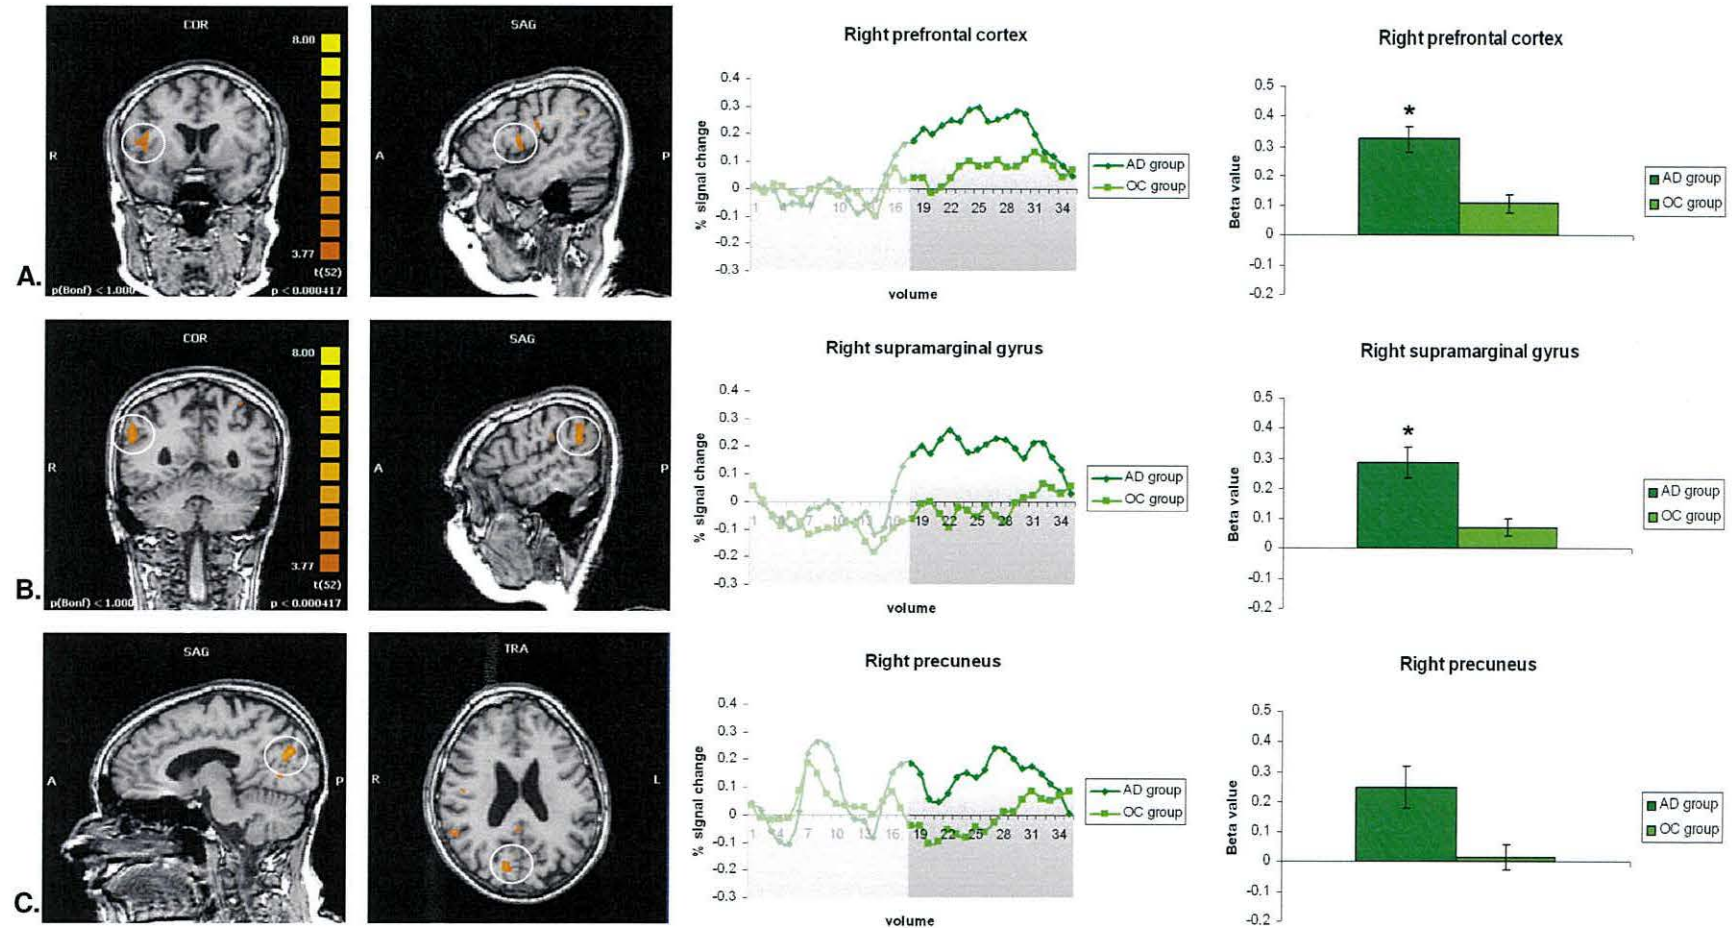 COR
8.00
R
3.77
t(52)
p(Bonf) < 1.000
p < 0.000417
A.
SAG
A
P
Right prefrontal cortex
% signal change
0.4
0.3
0.2
0.1
0
-0.1
-0.2
-0.3
1 4 10 16 19 22 25 28 31 34
volume
AD group
OC group
Right prefrontal cortex
*
Beta value
0.5
0.4
0.3
0.2
0.1
0
-0.1
-0.2
AD group
OC group
COR
8.00
R
3.77
t(52)
p(Bonf) < 1.000
p < 0.000417
B.
SAG
A
P
Right supramarginal gyrus
% signal change
0.4
0.3
0.2
0.1
0
-0.1
-0.2
-0.3
1 7 19 22 25 28 31 34
volume
AD group
OC group
Right supramarginal gyrus
*
Beta value
0.5
0.4
0.3
0.2
0.1
0
-0.1
-0.2
AD group
OC group
SAG
A
P
C.
TRA
R
L
Right precuneus
% signal change
0.4
0.3
0.2
0.1
0
-0.1
-0.2
-0.3
1 4 7 10 13 16 19 22 25 28 31 34
volume
AD group
OC group
Right precuneus
Beta value
0.5
0.4
0.3
0.2
0.1
0
-0.1
-0.2
AD group
OC group